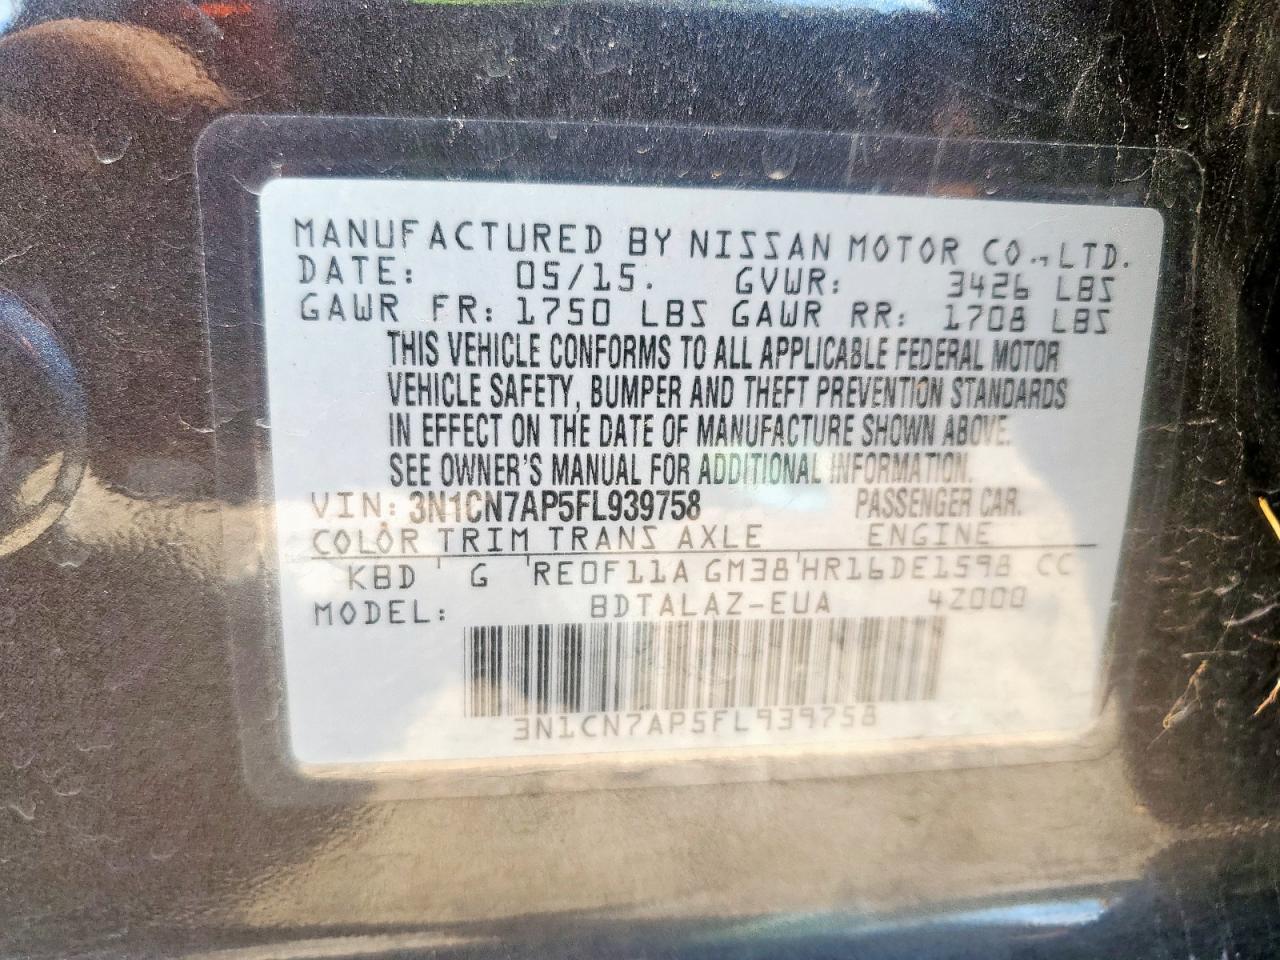 MANUFACTURED BY NISSAN MOTOR CO.,LTD.
DATE: 05/15. GVWR: 3426 LBS
GAWR FR: 1750 LBS GAWR RR: 1708 LBS
THIS VEHICLE CONFORMS TO ALL APPLICABLE FEDERAL MOTOR
VEHICLE SAFETY, BUMPER AND THEFT PREVENTION STANDARDS
IN EFFECT ON THE DATE OF MANUFACTURE SHOWN ABOVE.
SEE OWNER'S MANUAL FOR ADDITIONAL INFORMATION.
VIN: 3N1CN7AP5FL939758 PASSENGER CAR.
COLOR TRIM TRANS AXLE ENGINE
KBD ' G 'RE0F11A GM38'HR16DE1598 CC
MODEL: BDTALAZ-EUA 4Z000
3N1CN7AP5FL939758